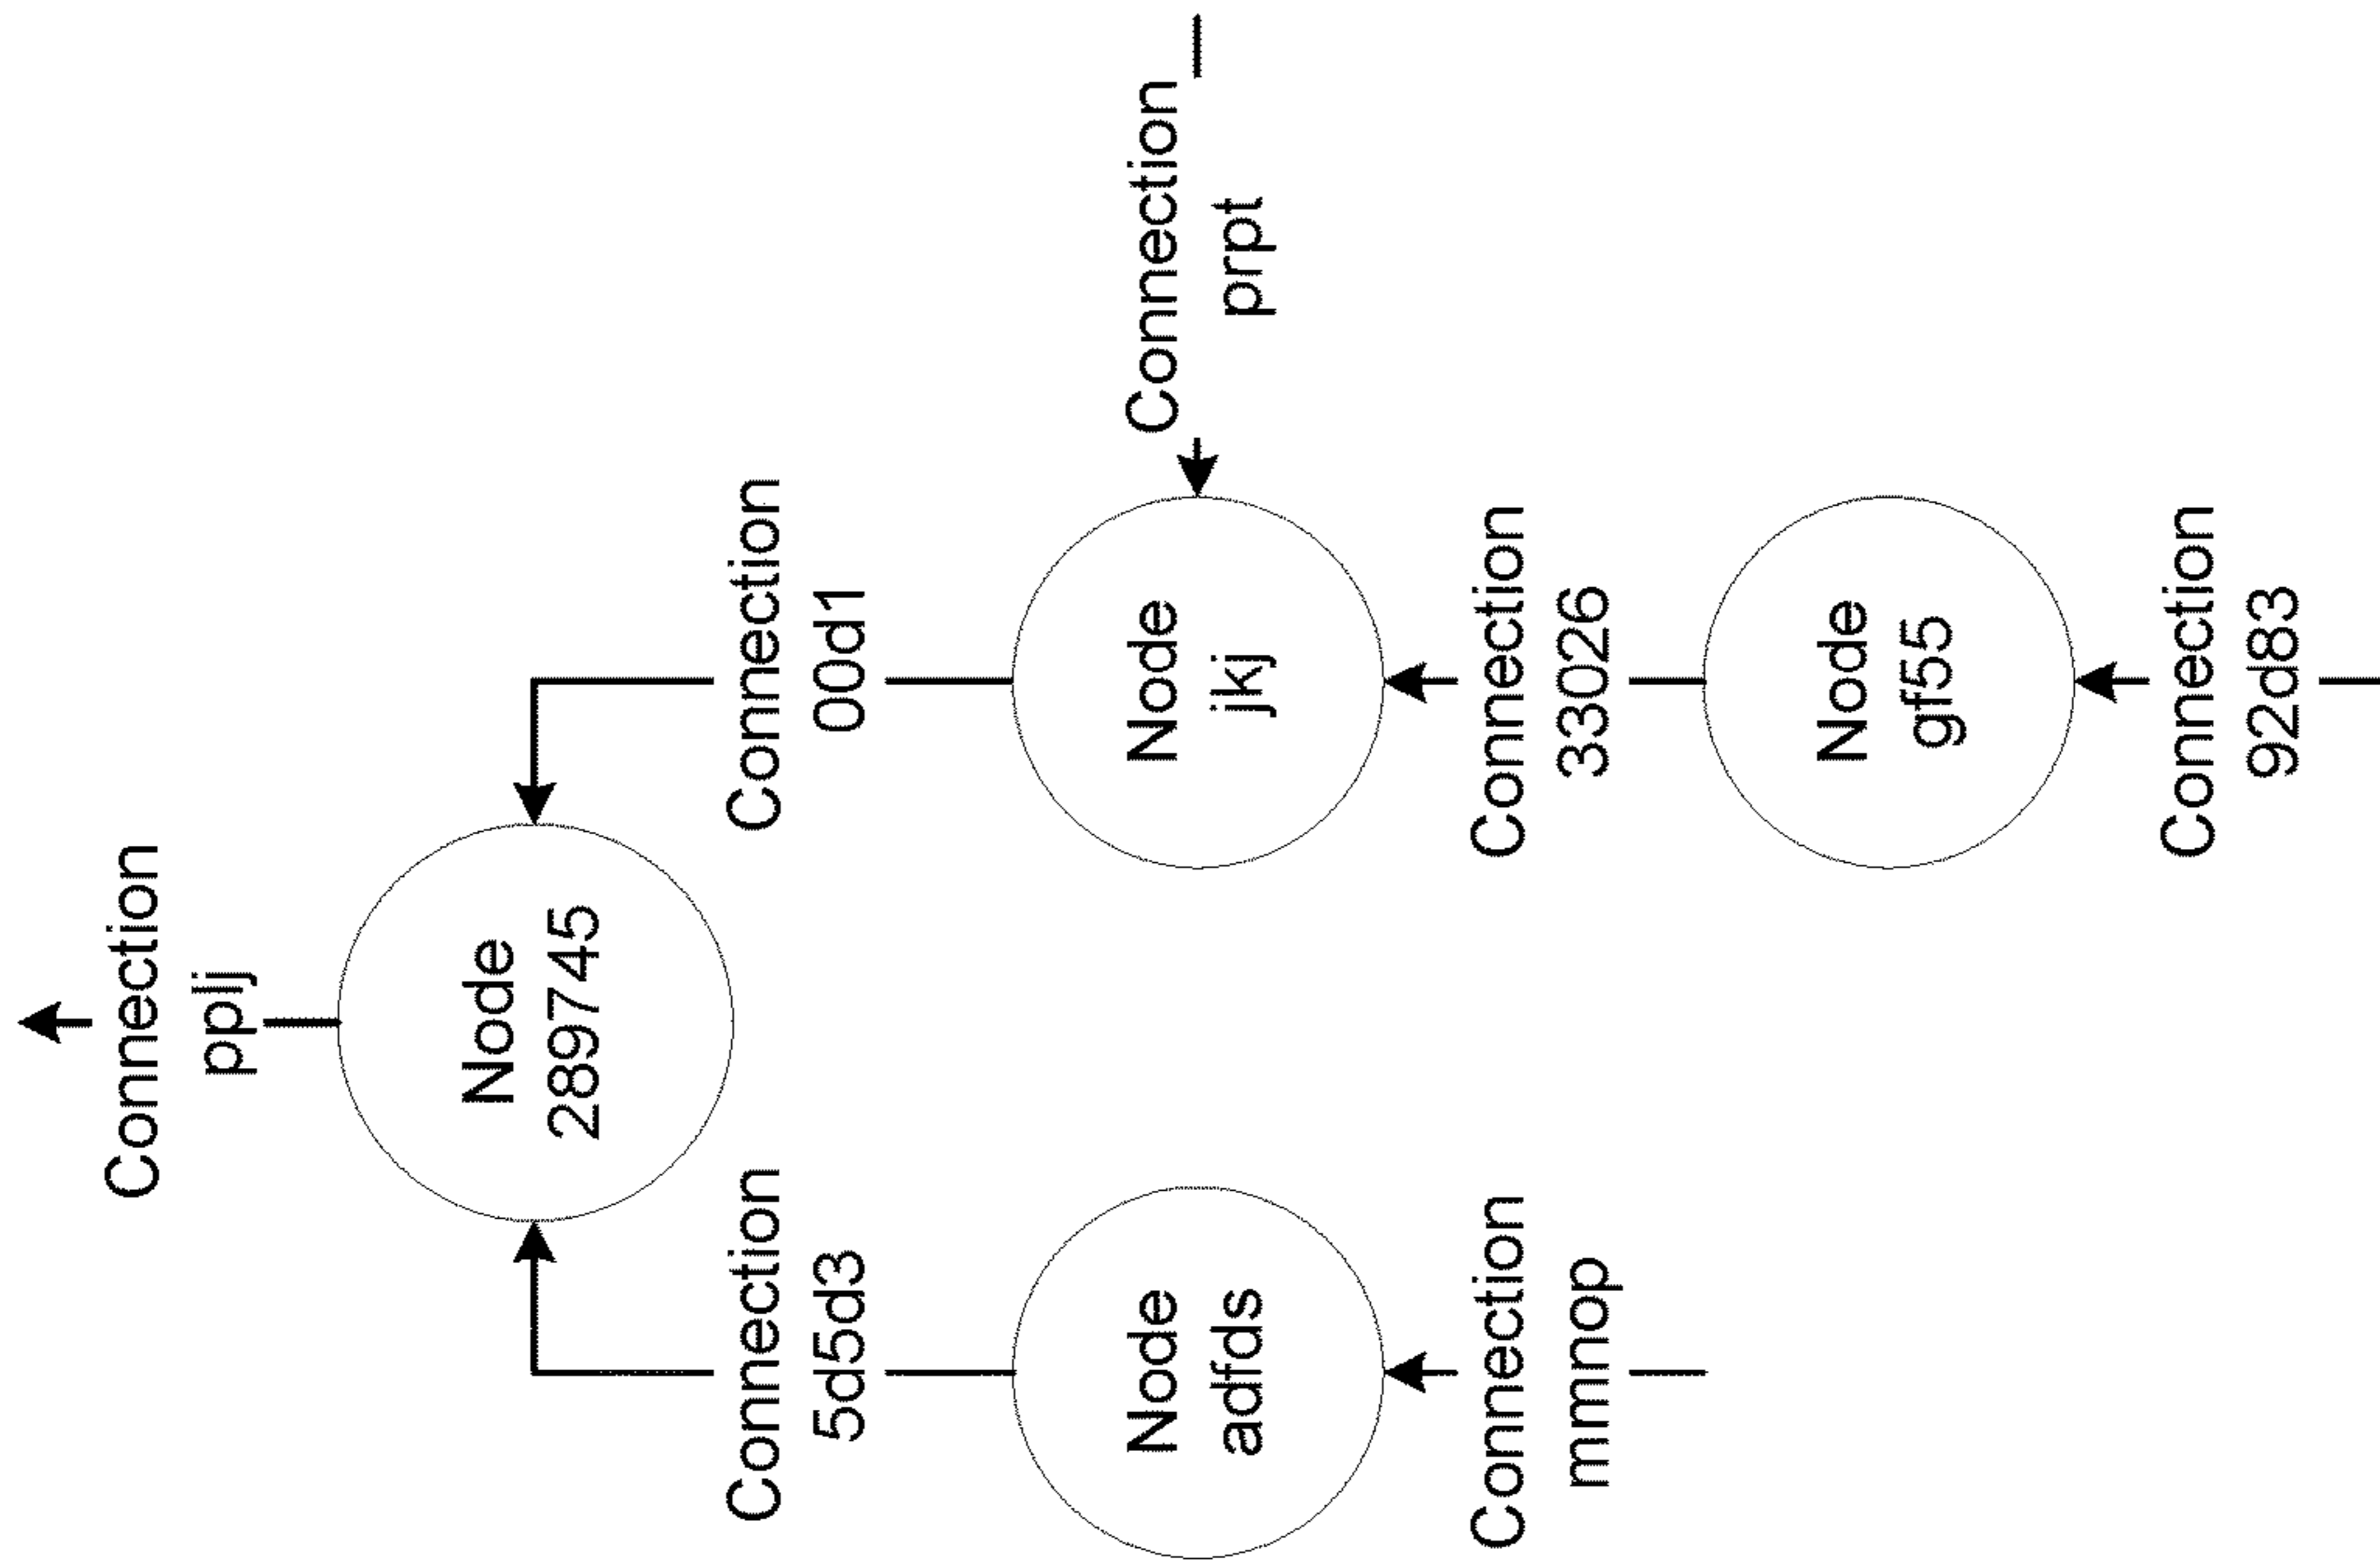 Connection
pplj
Node
289745
Connection
5d5d3
Connection
00d1
Node
adfds
Node
jkj
Connection
prpt
Connection
mmnop
Connection
33026
Node
gf55
Connection
92d83